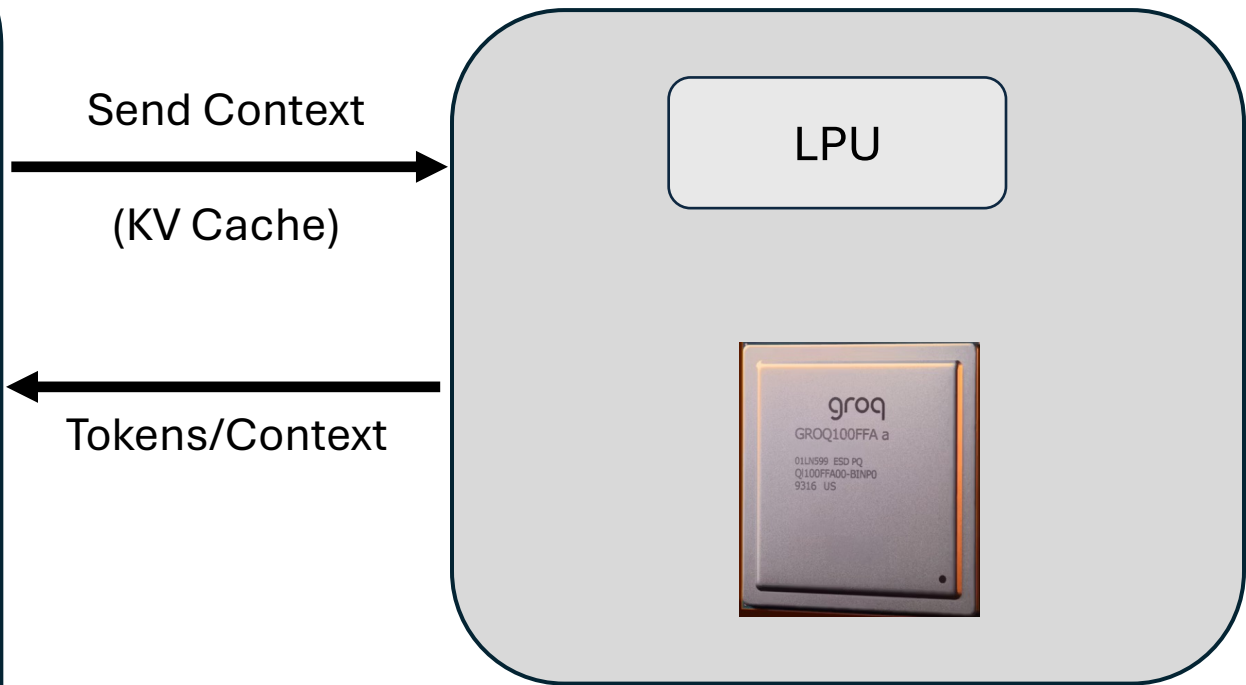 Send Context
(KV Cache)
Tokens/Context
LPU
groq
GROQ100FFA a
01LN599 ESD PQ
QI100FFA00-BINP0
9316 US